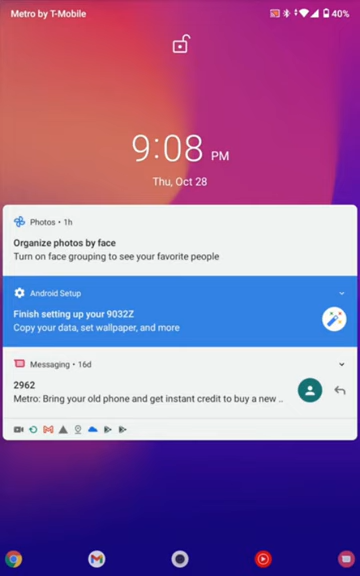 Metro by T-Mobile
40%
9:08 PM
Thu, Oct 28
Photos • 1h
Organize photos by face
Turn on face grouping to see your favorite people
Android Setup
Finish setting up your 9032Z
Copy your data, set wallpaper, and more
Messaging • 16d
2962
Metro: Bring your old phone and get instant credit to buy a new ..